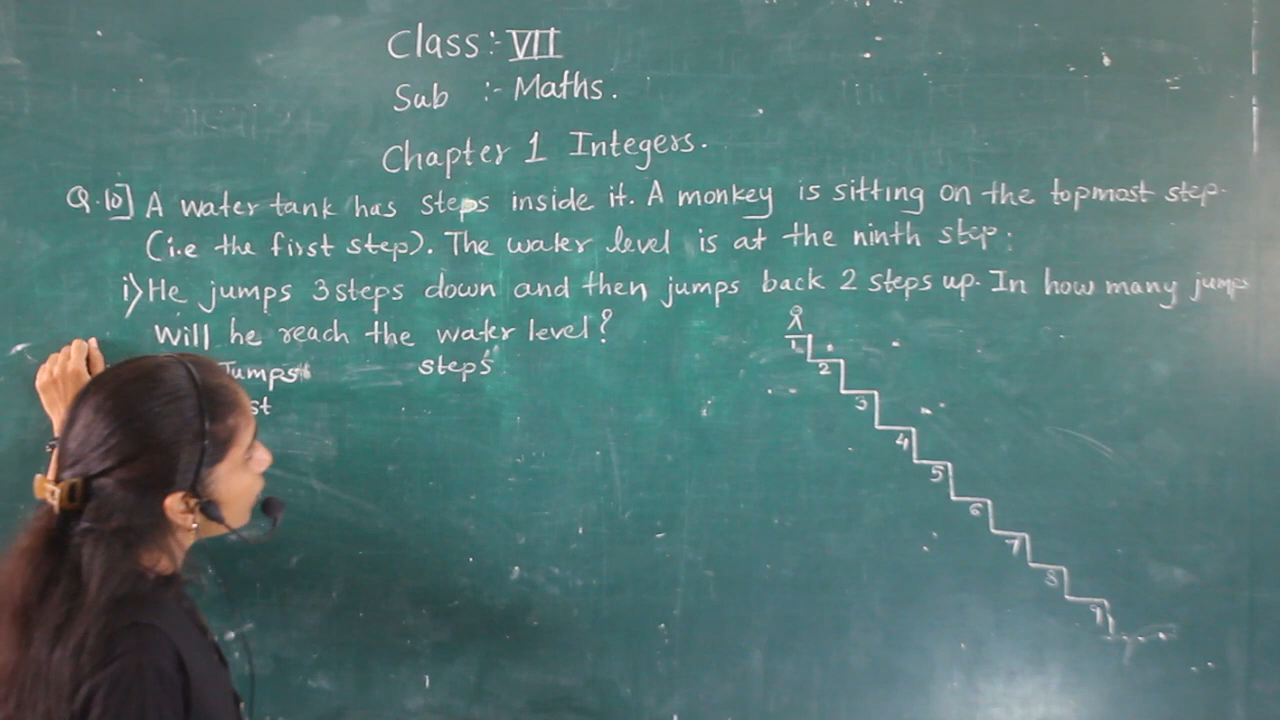 Class:- VII
Sub :- Maths.
Chapter 1 Integers.
Q.10] A water tank has steps inside it. A monkey is sitting on the topmost step.
(i.e the first step). The water level is at the ninth step.
i) He jumps 3 steps down and then jumps back 2 steps up. In how many jumps
Will he reach the water level?
Jumps steps
st
1
2
3
4
5
6
7
8
9